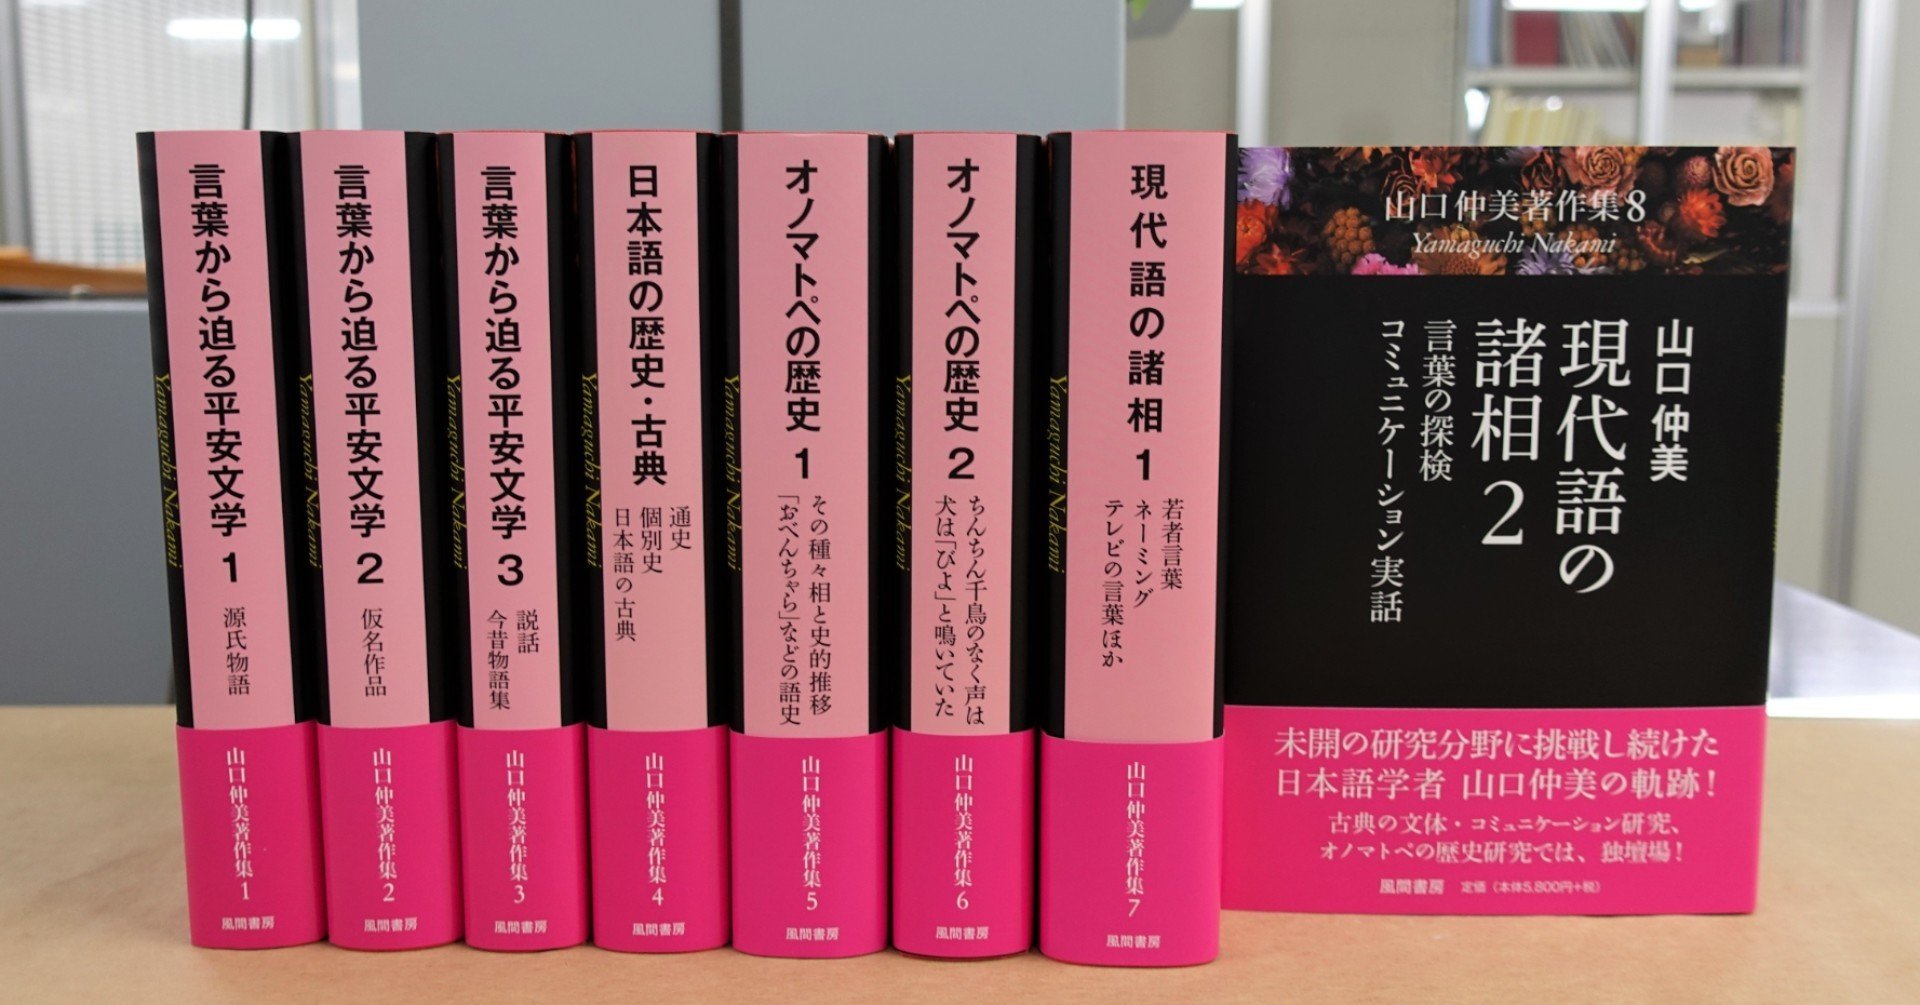 言葉から迫る平安文学 1
源氏物語
Yamaguchi Nakami
山口仲美著作集 1
風間書房
言葉から迫る平安文学 2
仮名作品
Yamaguchi Nakami
山口仲美著作集 2
風間書房
言葉から迫る平安文学 3
説話
今昔物語集
Yamaguchi Nakami
山口仲美著作集 3
風間書房
日本語の歴史・古典
通史
個別史
日本語の古典
Yamaguchi Nakami
山口仲美著作集 4
風間書房
オノマトペの歴史 1
その種々相と史的推移
「おべんちゃら」などの語史
Yamaguchi Nakami
山口仲美著作集 5
風間書房
オノマトペの歴史 2
ちんちん千鳥のなく声は
犬は「びよ」と鳴いていた
Yamaguchi Nakami
山口仲美著作集 6
風間書房
現代語の諸相 1
若者言葉
ネーミング
テレビの言葉ほか
Yamaguchi Nakami
山口仲美著作集 7
風間書房
山口仲美著作集8
Yamaguchi Nakami
山口仲美
現代語の
諸相 2
言葉の探検
コミュニケーション実話
未開の研究分野に挑戦し続けた
日本語学者 山口仲美の軌跡!
古典の文体・コミュニケーション研究、
オノマトペの歴史研究では、独壇場!
風間書房 定価(本体5,800円+税)